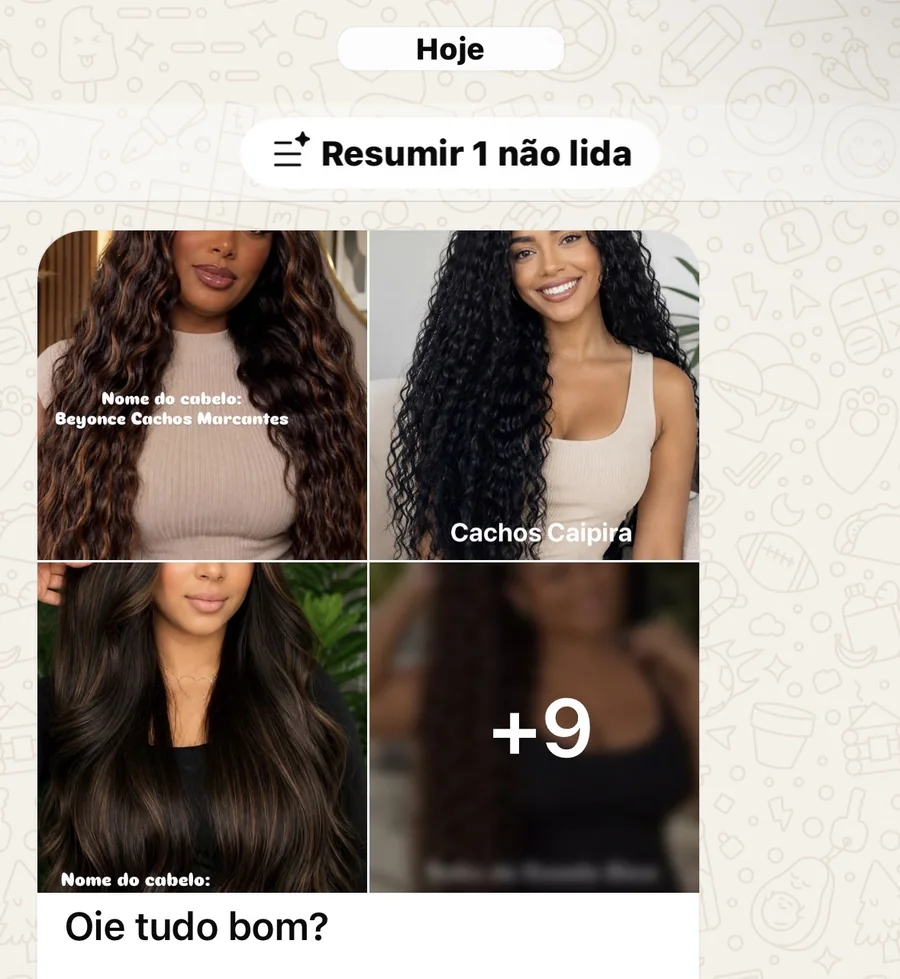 Hoje
Resumir 1 não lida
Nome do cabelo:
Beyonce Cachos Marcantes
Cachos Caipira
Nome do cabelo:
+9
Oie tudo bom?